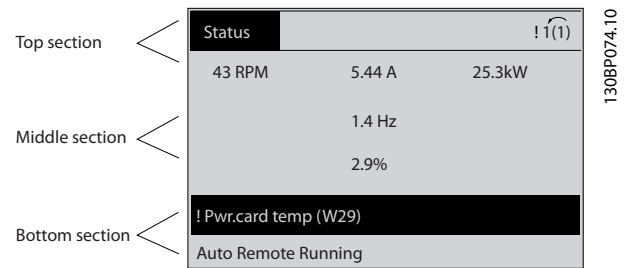 Top section
Status
! 1(1)
43 RPM 5.44 A 25.3kW
Middle section
1.4 Hz
2.9%
Bottom section
! Pwr.card temp (W29)
Auto Remote Running
130BP074.10